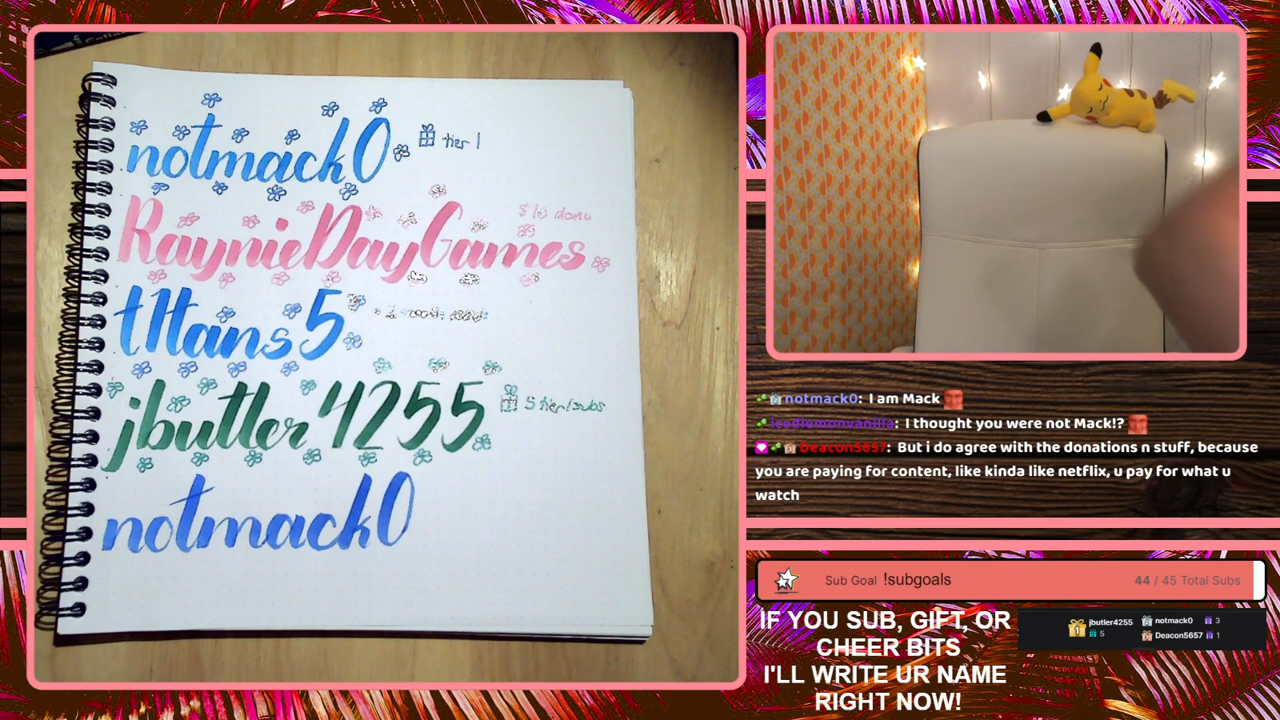 notmack0 tier 1
RaynieDayGames $10 dono
tHans5
jbutler4255 5 tier1subs
notmack0
notmack0: I am Mack
icedlemonvanilla: I thought you were not Mack!?
Deacon5657: But i do agree with the donations n stuff, because
you are paying for content, like kinda like netflix, u pay for what u
watch
Sub Goal !subgoals 44 / 45 Total Subs
IF YOU SUB, GIFT, OR
CHEER BITS
I'LL WRITE UR NAME
RIGHT NOW!
1 jbutler4255 5
notmack0 3
Deacon5657 1